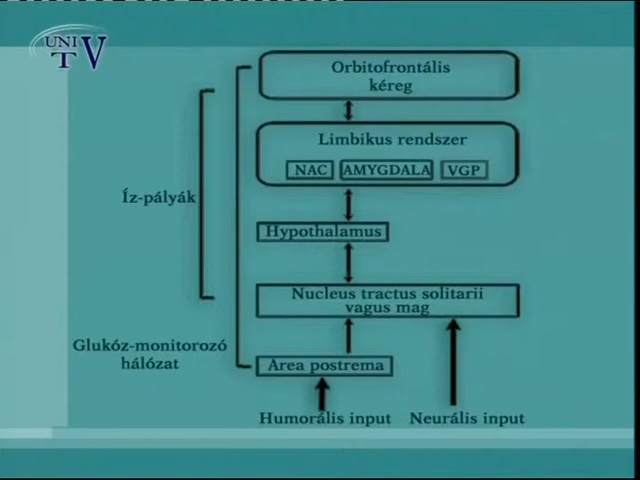 UNI
TV
Orbitofrontális
kéreg
Limbikus rendszer
NAC AMYGDALA VGP
Íz-pályák
Hypothalamus
Nucleus tractus solitarii
vagus mag
Glukóz-monitorozó
hálózat
Area postrema
Humorális input Neurális input